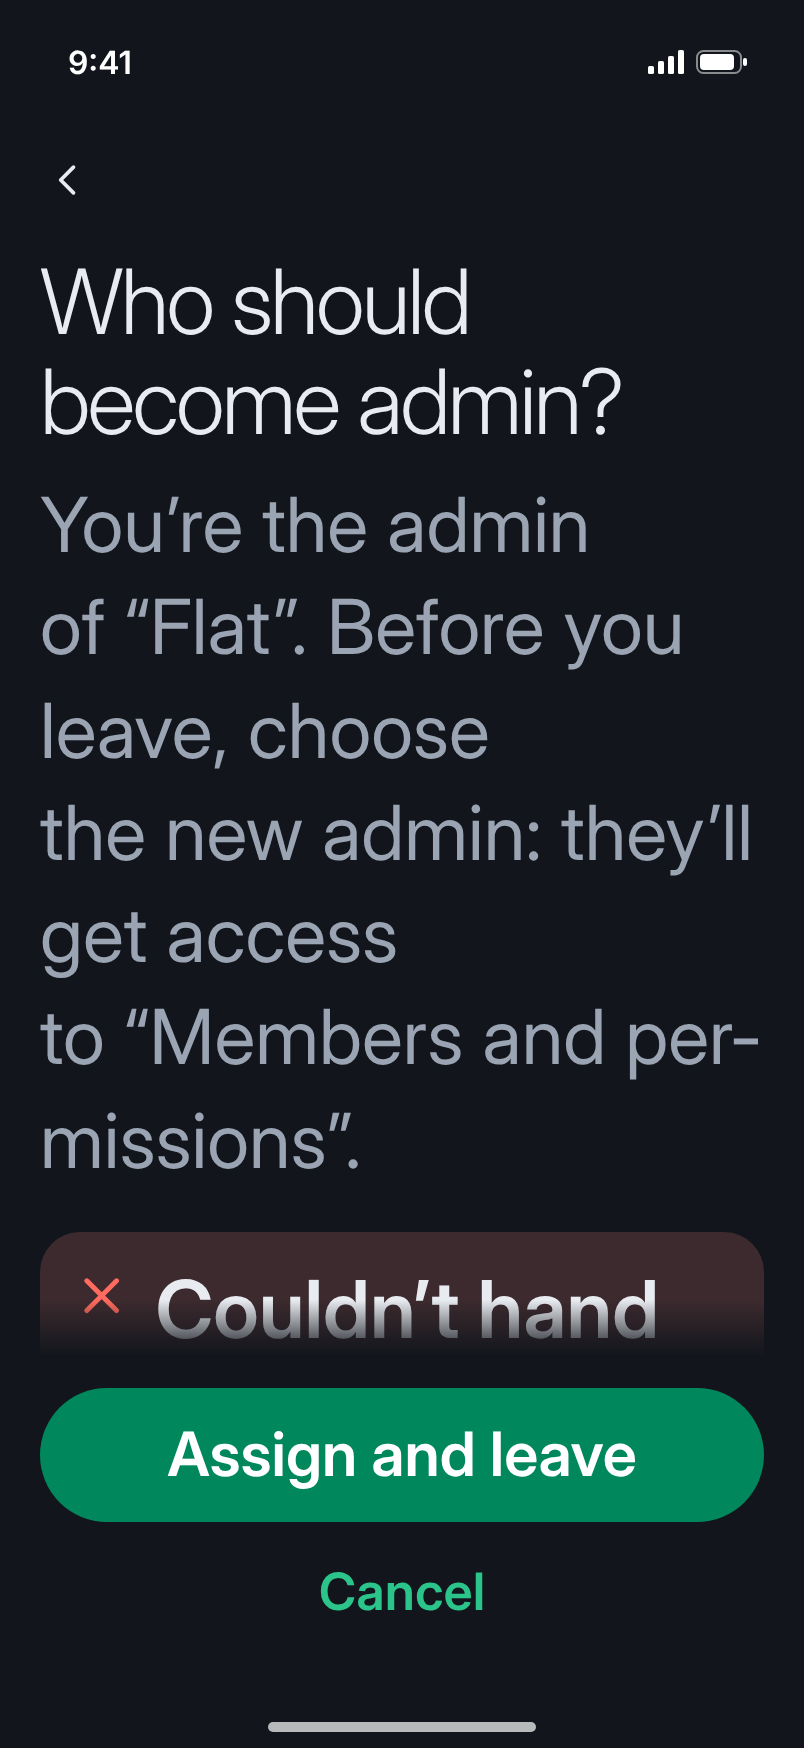 9:41
Who should
become admin?
You’re the admin
of “Flat”. Before you
leave, choose
the new admin: they’ll
get access
to “Members and per-
missions”.
Couldn’t hand
Assign and leave
Cancel